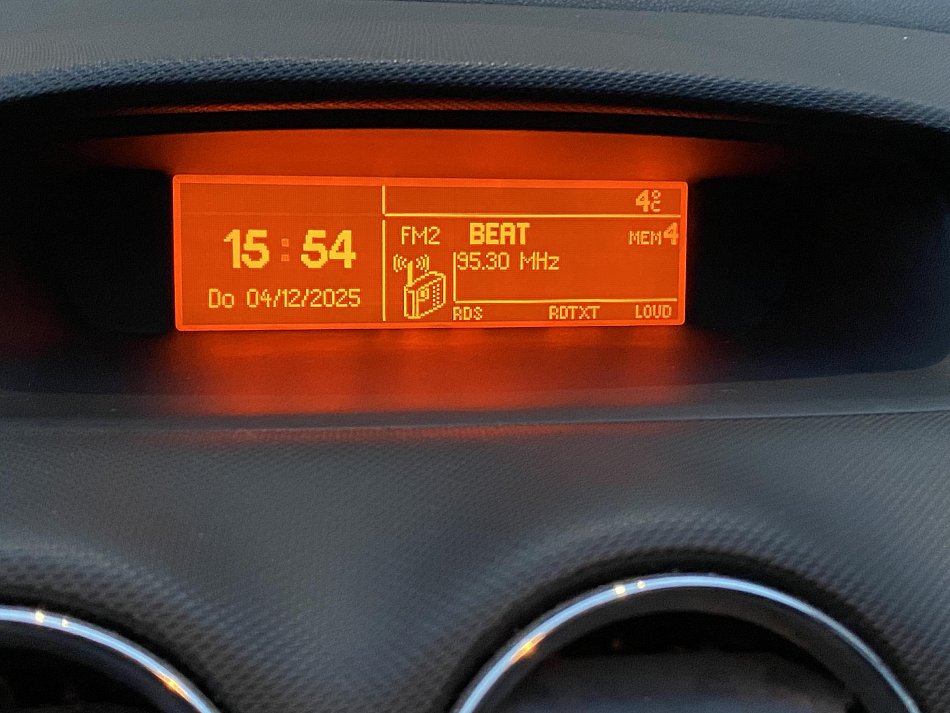 15:54
Do 04/12/2025
4°C
FM2 BEAT MEM4
95.30 MHz
RDS RDTXT LOUD